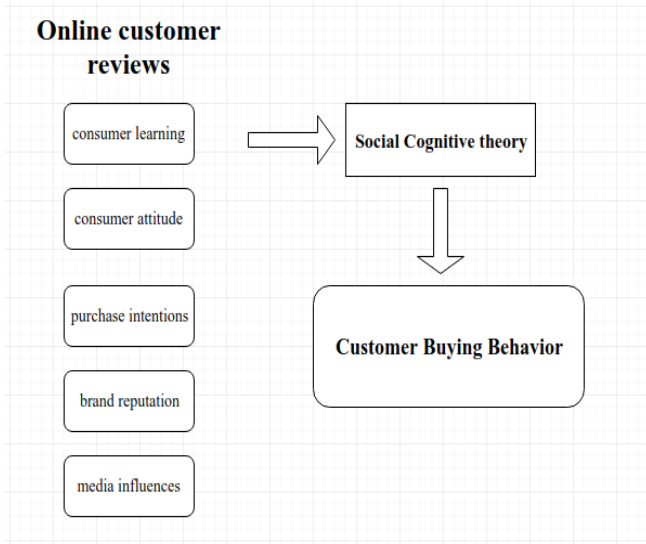 Online customer
reviews
consumer learning
Social Cognitive theory
consumer attitude
purchase intentions
Customer Buying Behavior
brand reputation
media influences